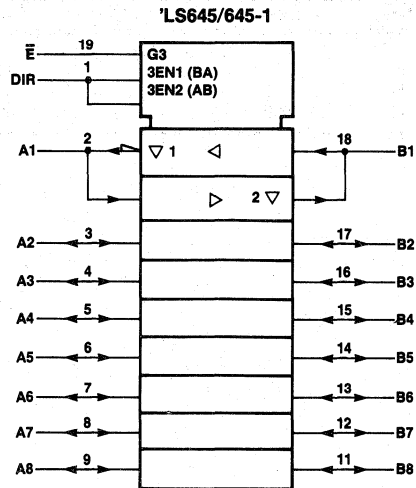 'LS645/645-1
E̅ 19 G3
DIR 1 3EN1 (BA)
3EN2 (AB)
A1 2 ▽ 1 ◁ 18 B1
▷ 2 ▽
A2 3 17 B2
A3 4 16 B3
A4 5 15 B4
A5 6 14 B5
A6 7 13 B6
A7 8 12 B7
A8 9 11 B8